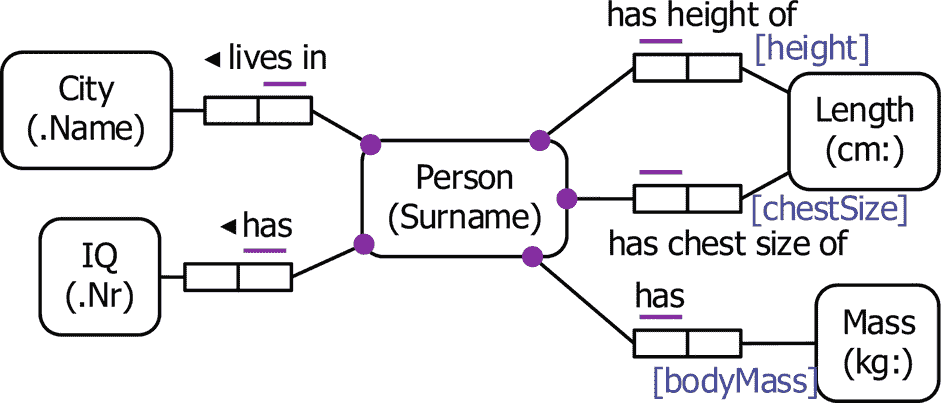 has height of
[height]
◄ lives in
City
(.Name)
Length
(cm:)
Person
(Surname)
[chestSize]
has chest size of
◄ has
IQ
(.Nr)
has
Mass
(kg:)
[bodyMass]